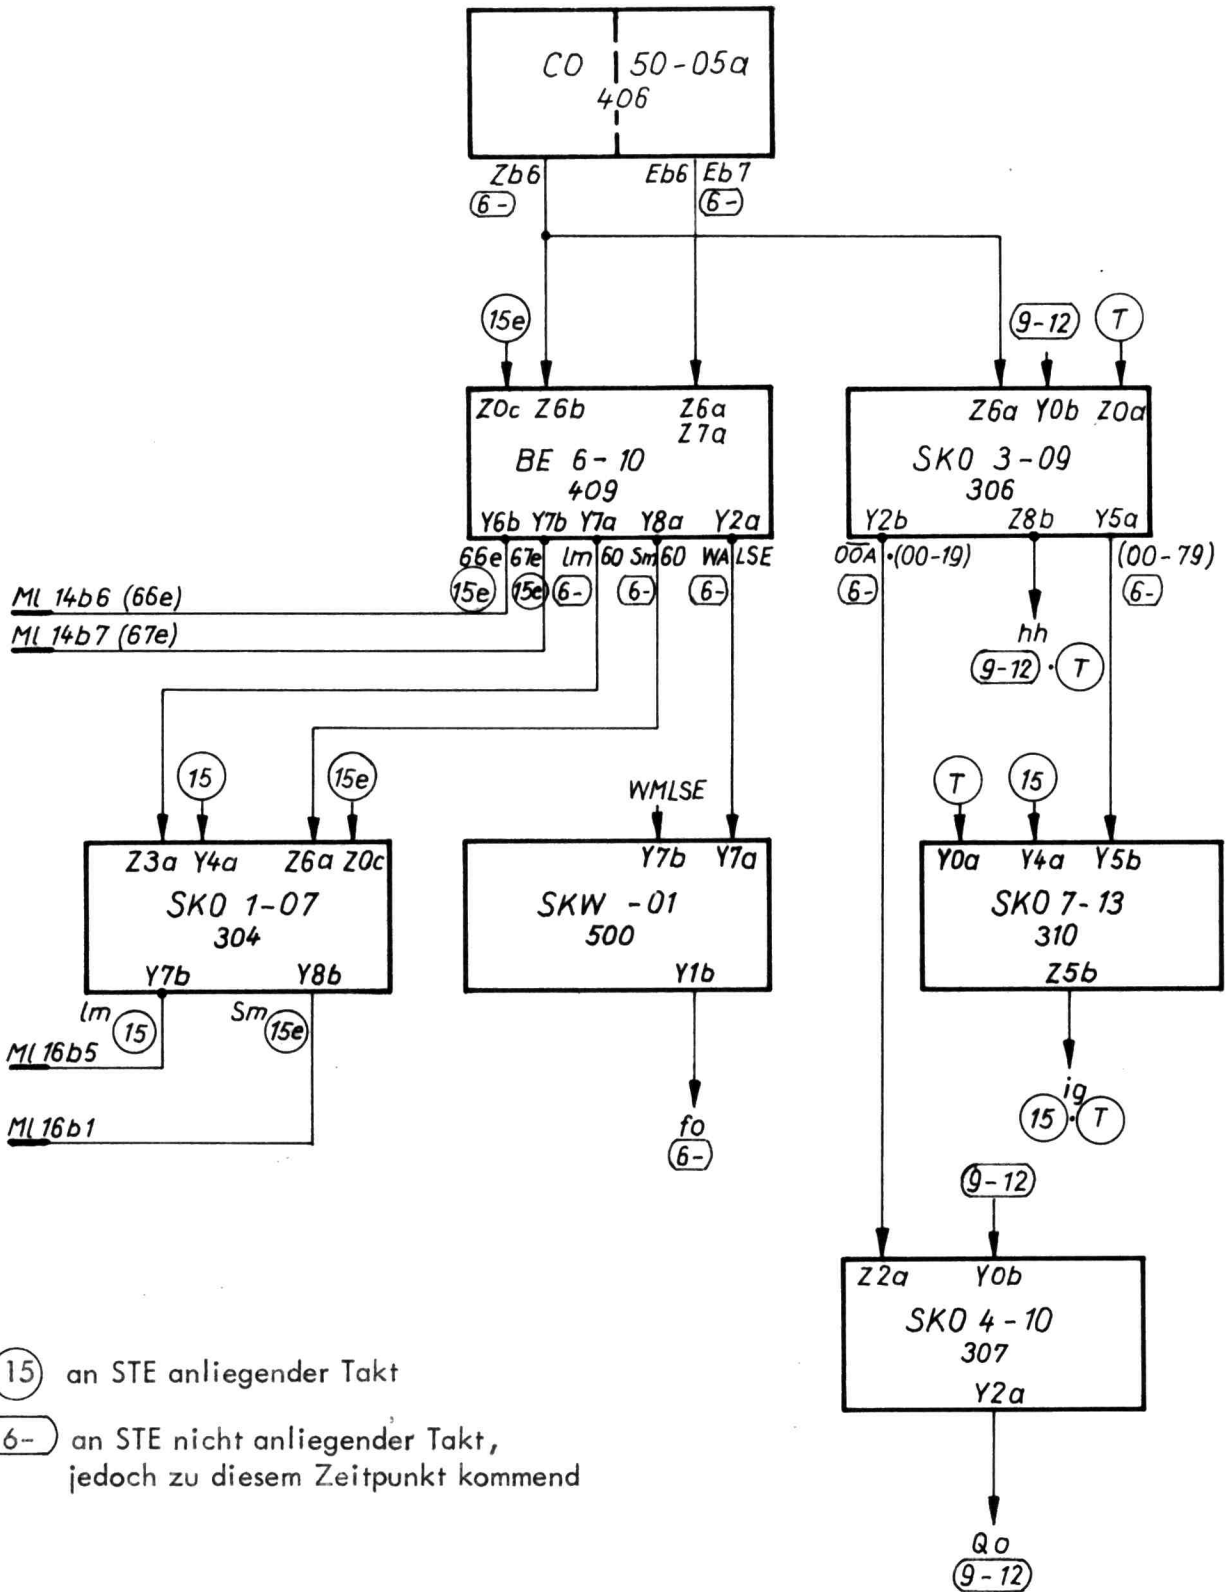 CO 50-05a
406
Zb6 Eb6 Eb7
6- 6-
15e 9-12 T
Z0c Z6b Z6a Z6a Y0b Z0a
Z7a
BE 6-10 SKO 3-09
409 306
Y6b Y7b Y7a Y8a Y2a Y2b Z8b Y5a
66e 67e lm 60 Sm 60 WALSE 00A·(00-19) (00-79)
15e 15e 6- 6- 6- 6- 6-
Ml 14b6 (66e)
Ml 14b7 (67e)
hh
9-12 · T
15 15e WMLSE T 15
Z3a Y4a Z6a Z0c Y7b Y7a Y0a Y4a Y5b
SKO 1-07 SKW -01 SKO 7-13
304 500 310
Y7b Y8b Y1b Z5b
lm 15 Sm 15e
Ml 16b5
Ml 16b1
ig
15 · T
fo
6-
9-12
Z2a Y0b
SKO 4-10
307
Y2a
Qo
9-12
15 an STE anliegender Takt
6- an STE nicht anliegender Takt,
jedoch zu diesem Zeitpunkt kommend